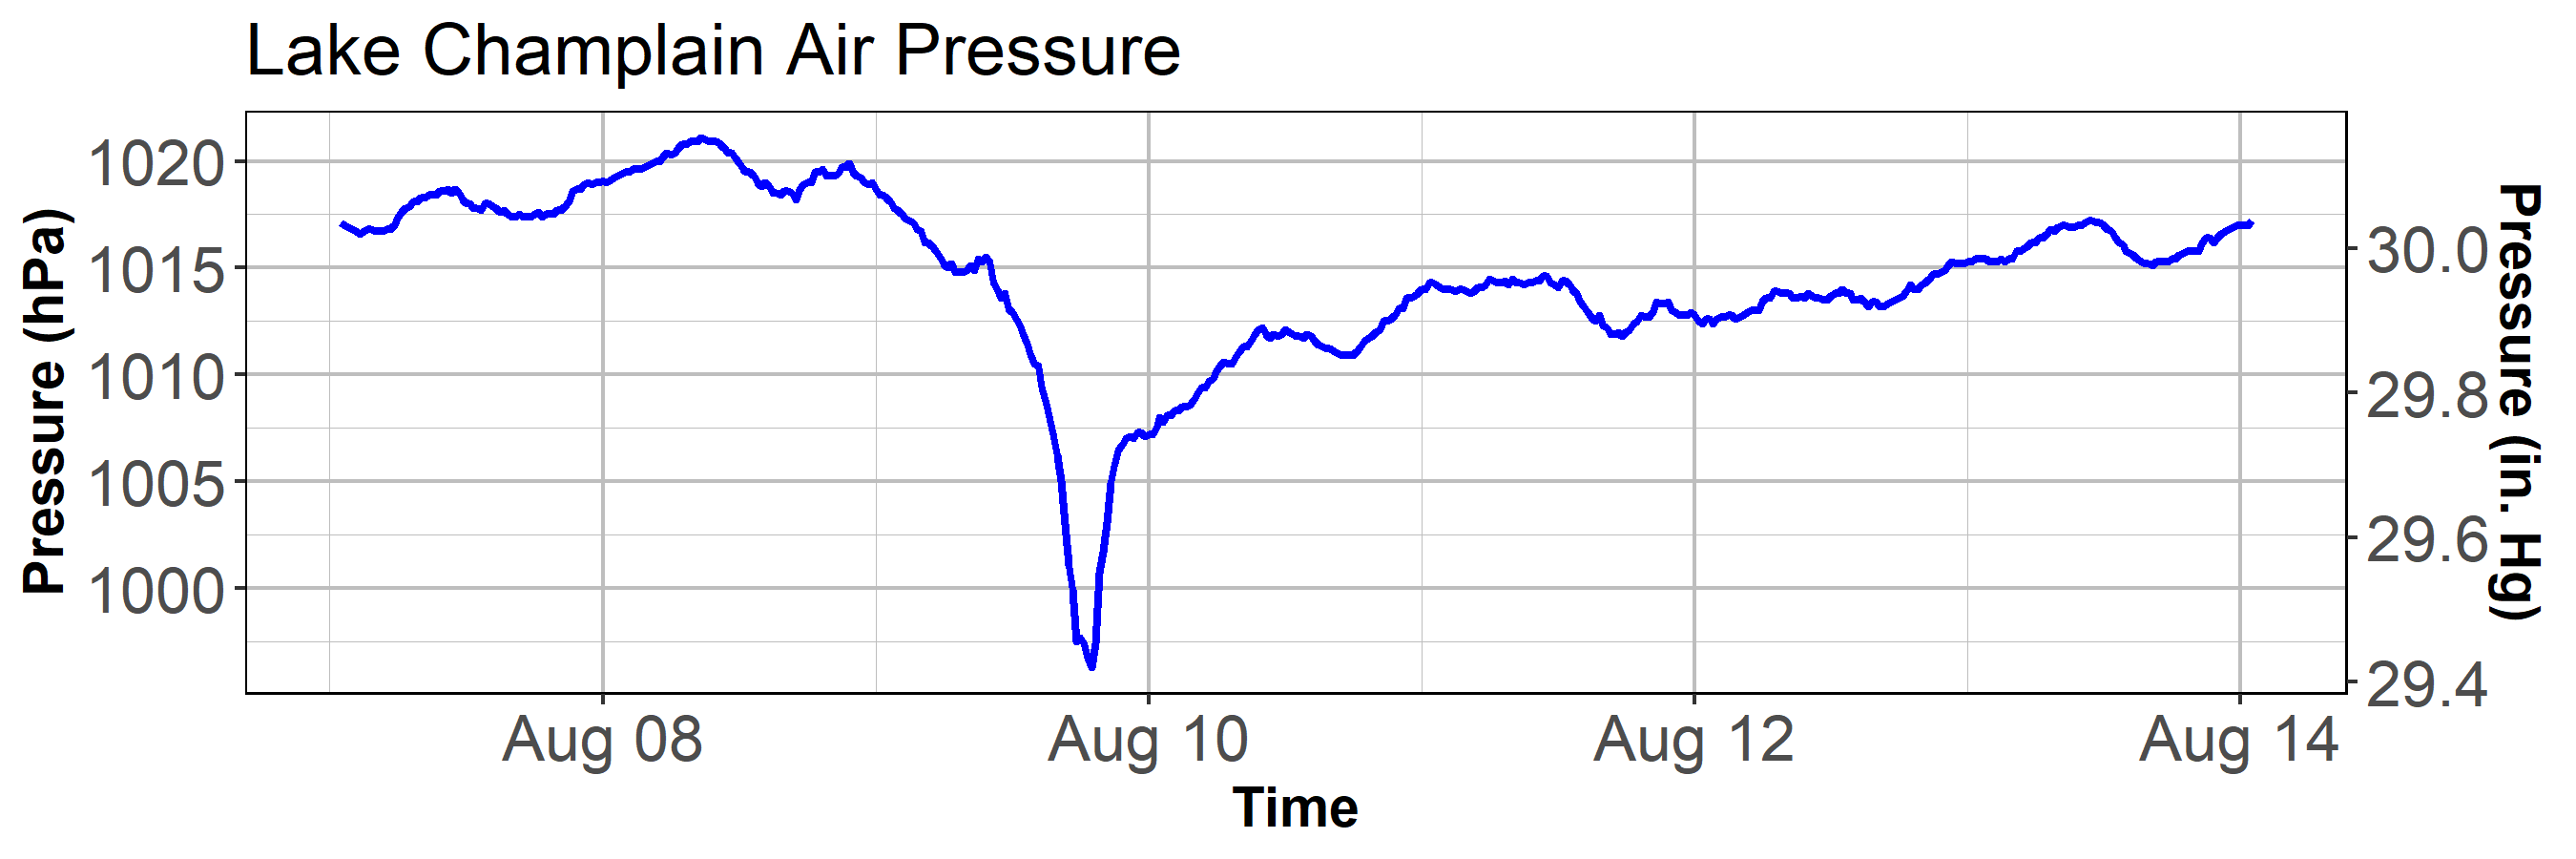 Lake Champlain Air Pressure
Pressure (hPa)
1020
1015
1010
1005
1000
30.0
29.8
29.6
29.4
Pressure (in. Hg)
Aug 08
Aug 10
Aug 12
Aug 14
Time